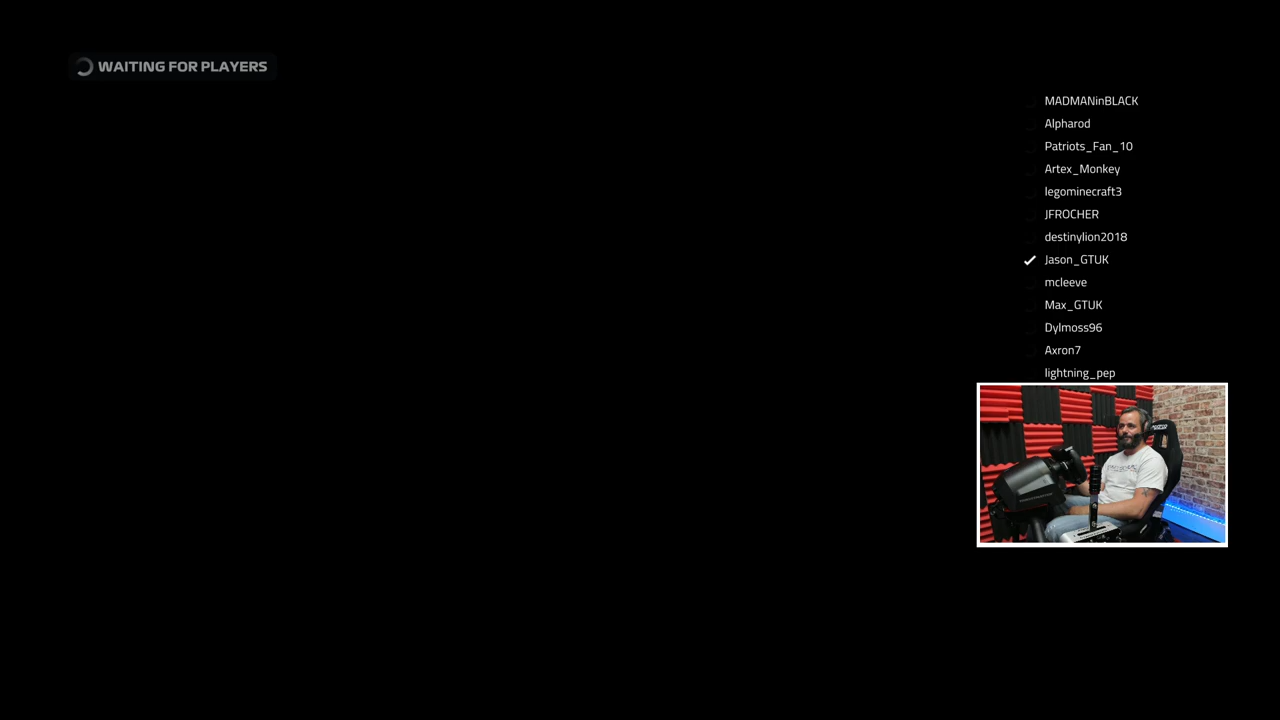 WAITING FOR PLAYERS
MADMANinBLACK
Alpharod
Patriots_Fan_10
Artex_Monkey
legominecraft3
JFROCHER
destinylion2018
Jason_GTUK
mcleeve
Max_GTUK
Dylmoss96
Axron7
lightning_pep